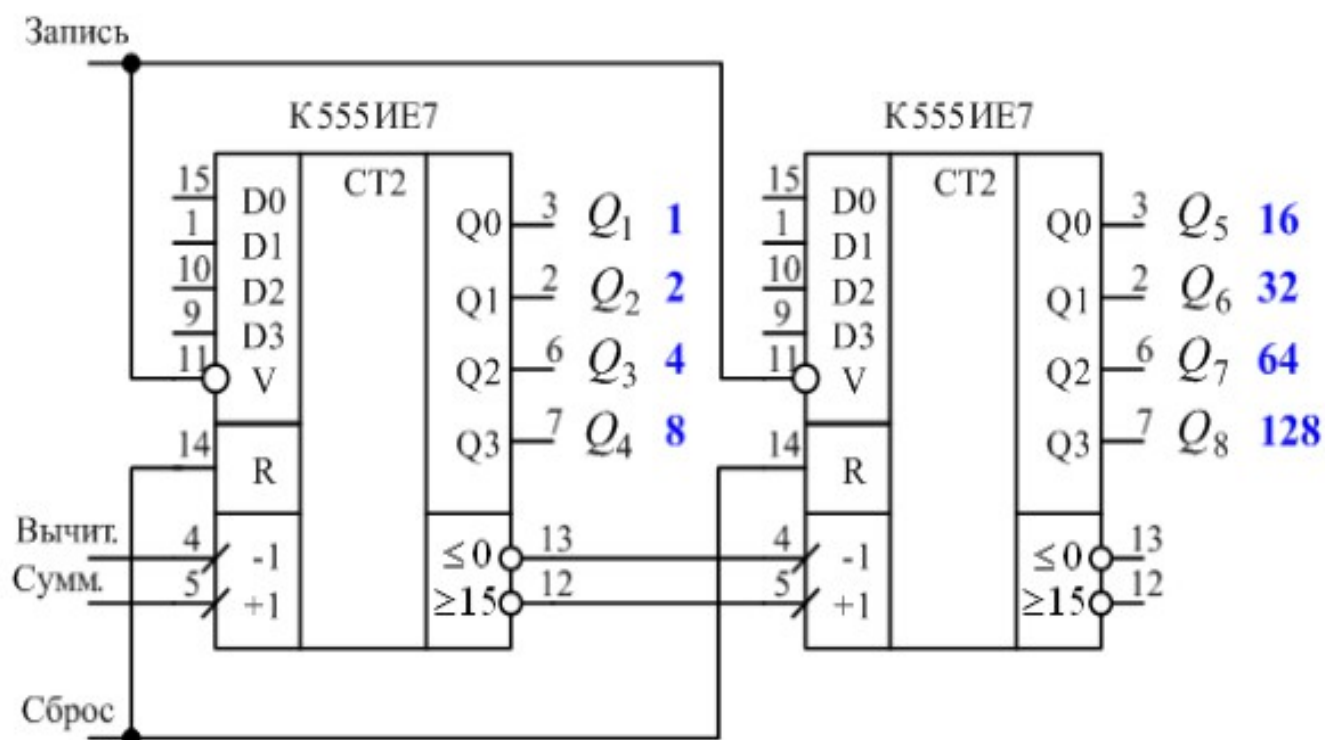 Запись
К555ИЕ7
15
1
10
9
11
14
4
5
D0
D1
D2
D3
V
R
-1
+1
CT2
Q0
Q1
Q2
Q3
≤0
≥15
3 Q1 1
2 Q2 2
6 Q3 4
7 Q4 8
13
12
Вычит.
Сумм.
Сброс
К555ИЕ7
15
1
10
9
11
14
4
5
D0
D1
D2
D3
V
R
-1
+1
CT2
Q0
Q1
Q2
Q3
≤0
≥15
3 Q5 16
2 Q6 32
6 Q7 64
7 Q8 128
13
12